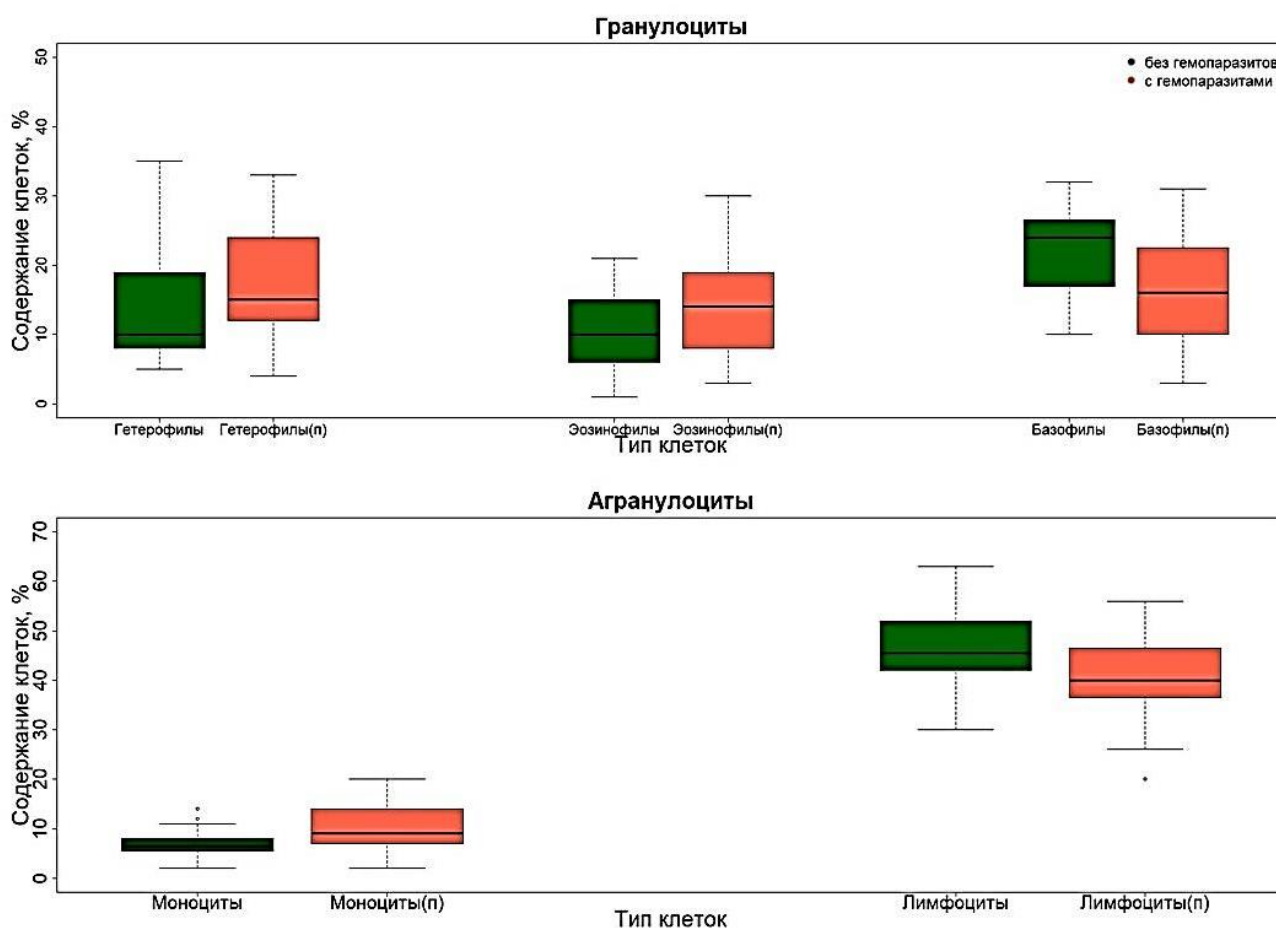 Гранулоциты
50
40
30
20
10
0
Содержание клеток, %
без гемопаразитов
с гемопаразитами
Гетерофилы Гетерофилы(п) Эозинофилы Эозинофилы(п) Базофилы Базофилы(п)
Тип клеток
Агранулоциты
70
60
50
40
30
20
10
0
Содержание клеток, %
Моноциты Моноциты(п) Лимфоциты Лимфоциты(п)
Тип клеток